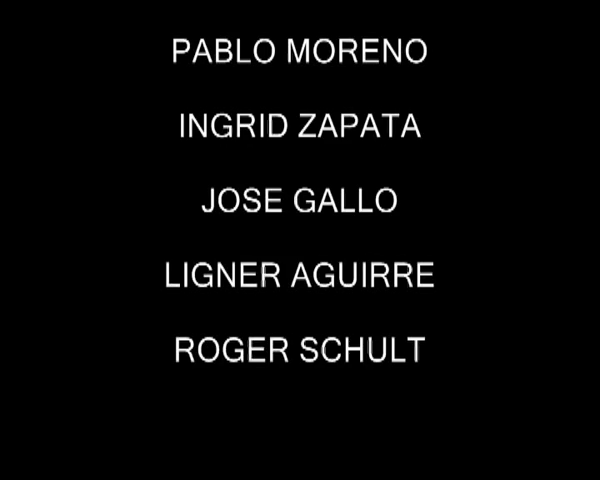 PABLO MORENO
INGRID ZAPATA
JOSE GALLO
LIGNER AGUIRRE
ROGER SCHULT